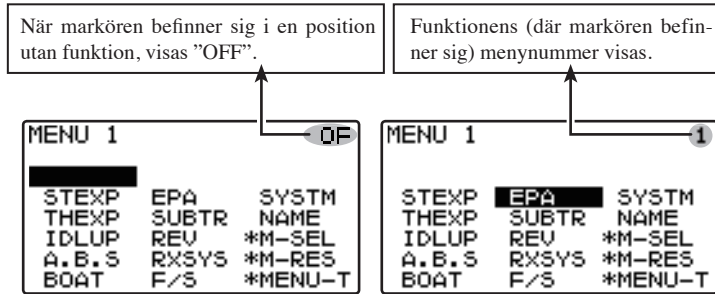 När markören befinner sig i en position
utan funktion, visas ”OFF”.
Funktionens (där markören befin-
ner sig) menynummer visas.
MENU 1 OF
STEXP EPA SYSTM
THEXP SUBTR NAME
IDLUP REV *M-SEL
A.B.S RXSYS *M-RES
BOAT F/S *MENU-T
MENU 1 1
STEXP EPA SYSTM
THEXP SUBTR NAME
IDLUP REV *M-SEL
A.B.S RXSYS *M-RES
BOAT F/S *MENU-T